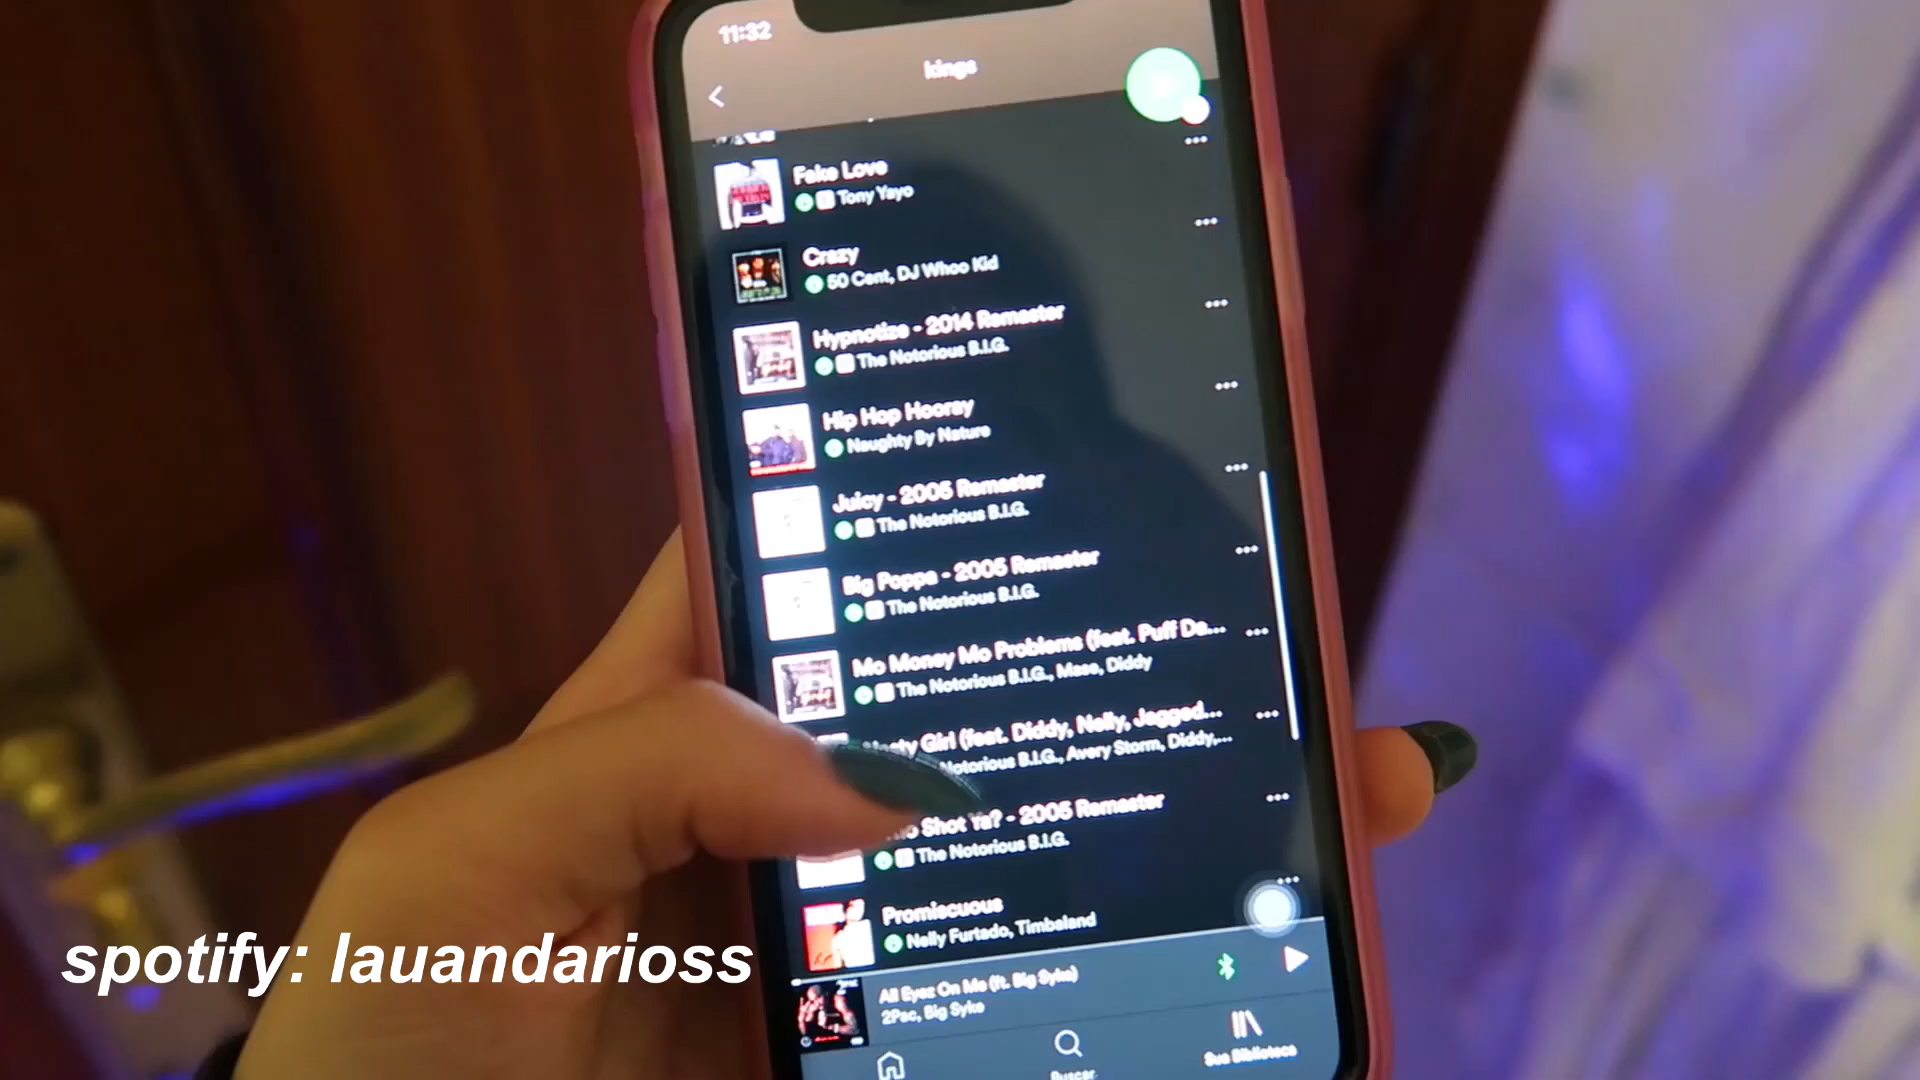 11:32
kings
Fake Love
Tony Yayo
Crazy
50 Cent, DJ Whoo Kid
Hypnotize - 2014 Remaster
The Notorious B.I.G.
Hip Hop Hooray
Naughty By Nature
Juicy - 2005 Remaster
The Notorious B.I.G.
Big Poppa - 2005 Remaster
The Notorious B.I.G.
Mo Money Mo Problems (feat. Puff Da...
The Notorious B.I.G., Mase, Diddy
Girl (feat. Diddy, Nelly, Jagged...
Notorious B.I.G., Avery Storm, Diddy,...
Shot Ya? - 2005 Remaster
The Notorious B.I.G.
Promiscuous
Nelly Furtado, Timbaland
All Eyez On Me (ft. Big Syke)
2Pac, Big Syke
Buscar
Sua Biblioteca
spotify: lauandarioss